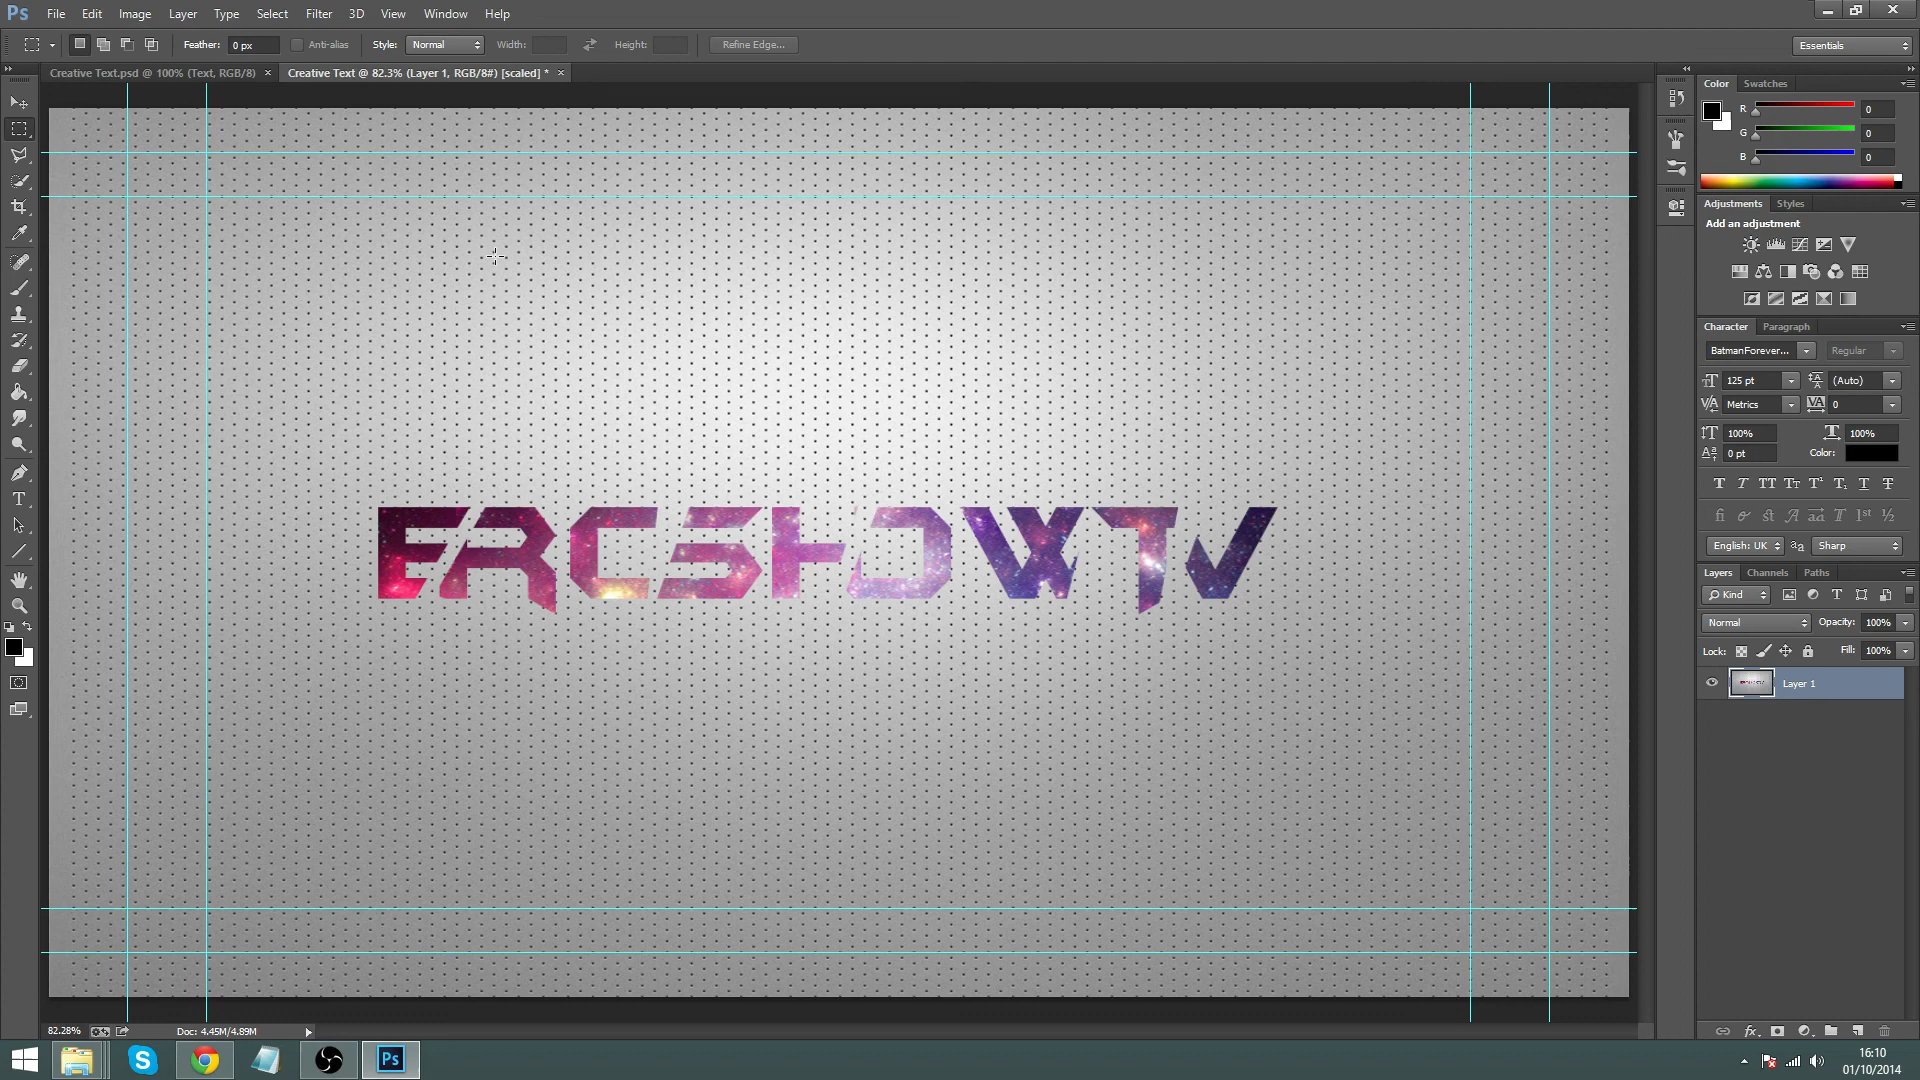 Ps File Edit Image Layer Type Select Filter 3D View Window Help
Feather: 0 px Anti-alias Style: Normal Width: Height: Refine Edge... Essentials
Creative Text.psd @ 100% (Text, RGB/8) × Creative Text @ 82.3% (Layer 1, RGB/8#) [scaled] * ×
Color Swatches
R 0
G 0
B 0
Adjustments Styles
Add an adjustment
Character Paragraph
BatmanForever... Regular
125 pt (Auto)
Metrics 0
100% 100%
0 pt Color:
English: UK Sharp
Layers Channels Paths
Kind
Normal Opacity: 100%
Lock: Fill: 100%
Layer 1
ERCSHOWTV
82.28% Doc: 4.45M/4.89M
Ps
16:10
01/10/2014